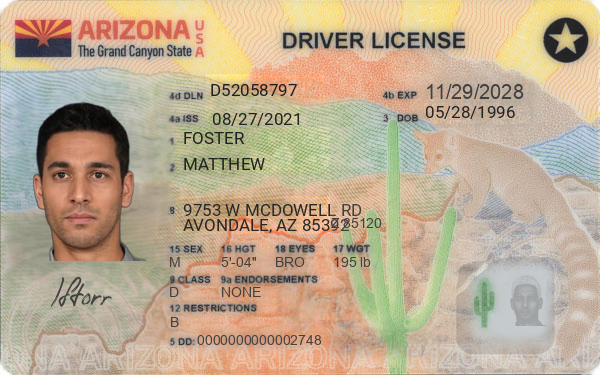 ARIZONA USA
The Grand Canyon State
DRIVER LICENSE
4d DLN D52058797
4b EXP 11/29/2028
4a ISS 08/27/2021
3 DOB 05/28/1996
1 FOSTER
2 MATTHEW
8 9753 W MCDOWELL RD
AVONDALE, AZ
15 SEX 16 HGT 18 EYES 17 WGT
M 5'-04" BRO 195 lb
9 CLASS 9a ENDORSEMENTS
D NONE
12 RESTRICTIONS
B
5 DD: 0000000000002748
ARIZONA ARIZONA ARIZONA ARIZONA